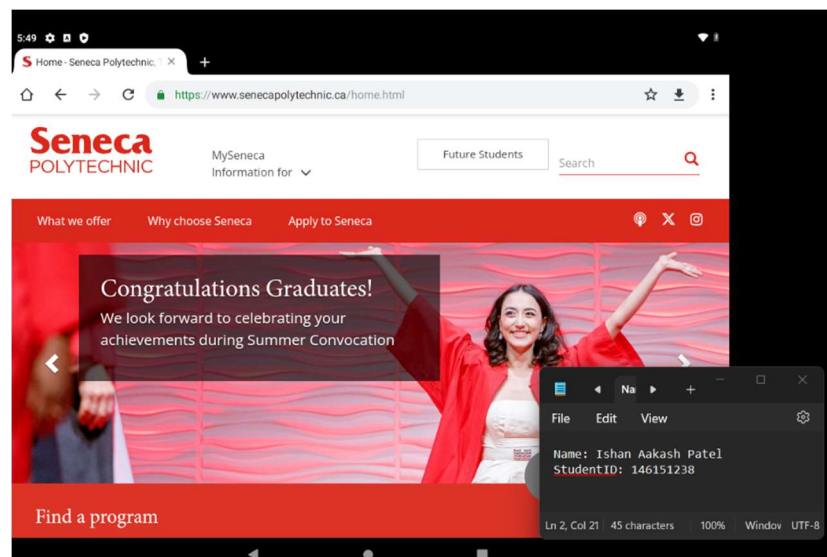 5:49
Home - Seneca Polytechnic, T
https://www.senecapolytechnic.ca/home.html
Seneca
POLYTECHNIC
MySeneca
Information for
Future Students
Search
What we offer Why choose Seneca Apply to Seneca
Congratulations Graduates!
We look forward to celebrating your
achievements during Summer Convocation
Find a program
Na
File Edit View
Name: Ishan Aakash Patel
StudentID: 146151238
Ln 2, Col 21 45 characters 100% Window UTF-8